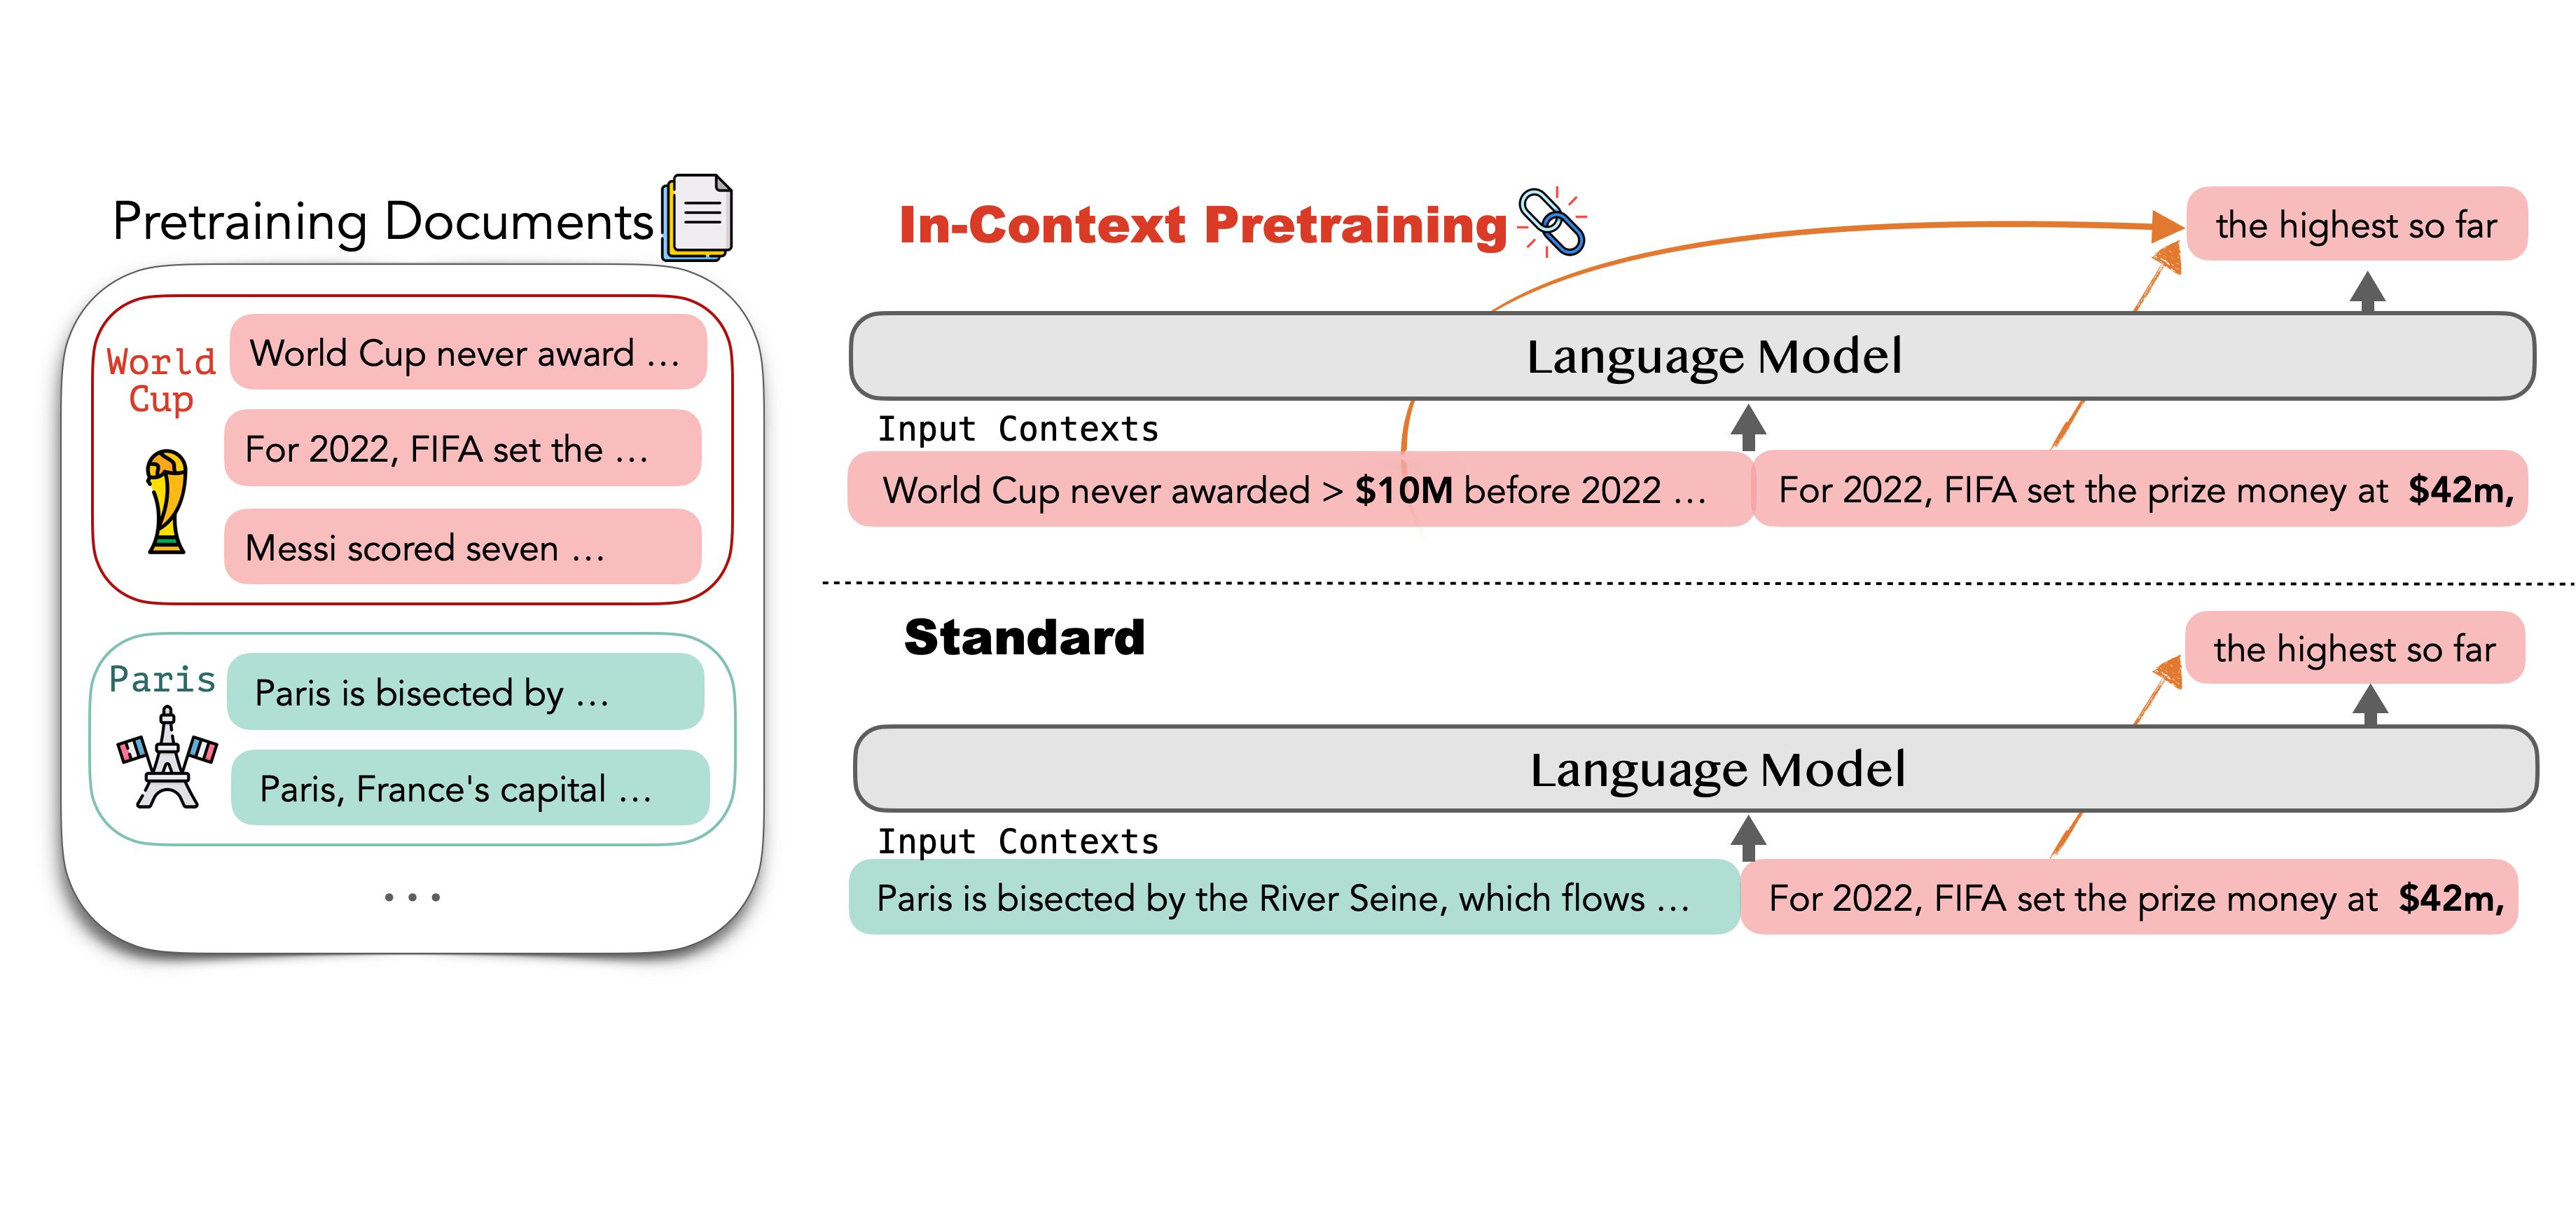 Pretraining Documents
World
Cup
World Cup never award ...
For 2022, FIFA set the ...
Messi scored seven ...
Paris
Paris is bisected by ...
Paris, France's capital ...
...
In-Context Pretraining
the highest so far
Language Model
Input Contexts
World Cup never awarded > $10M before 2022 ...
For 2022, FIFA set the prize money at $42m,
Standard
the highest so far
Language Model
Input Contexts
Paris is bisected by the River Seine, which flows ...
For 2022, FIFA set the prize money at $42m,